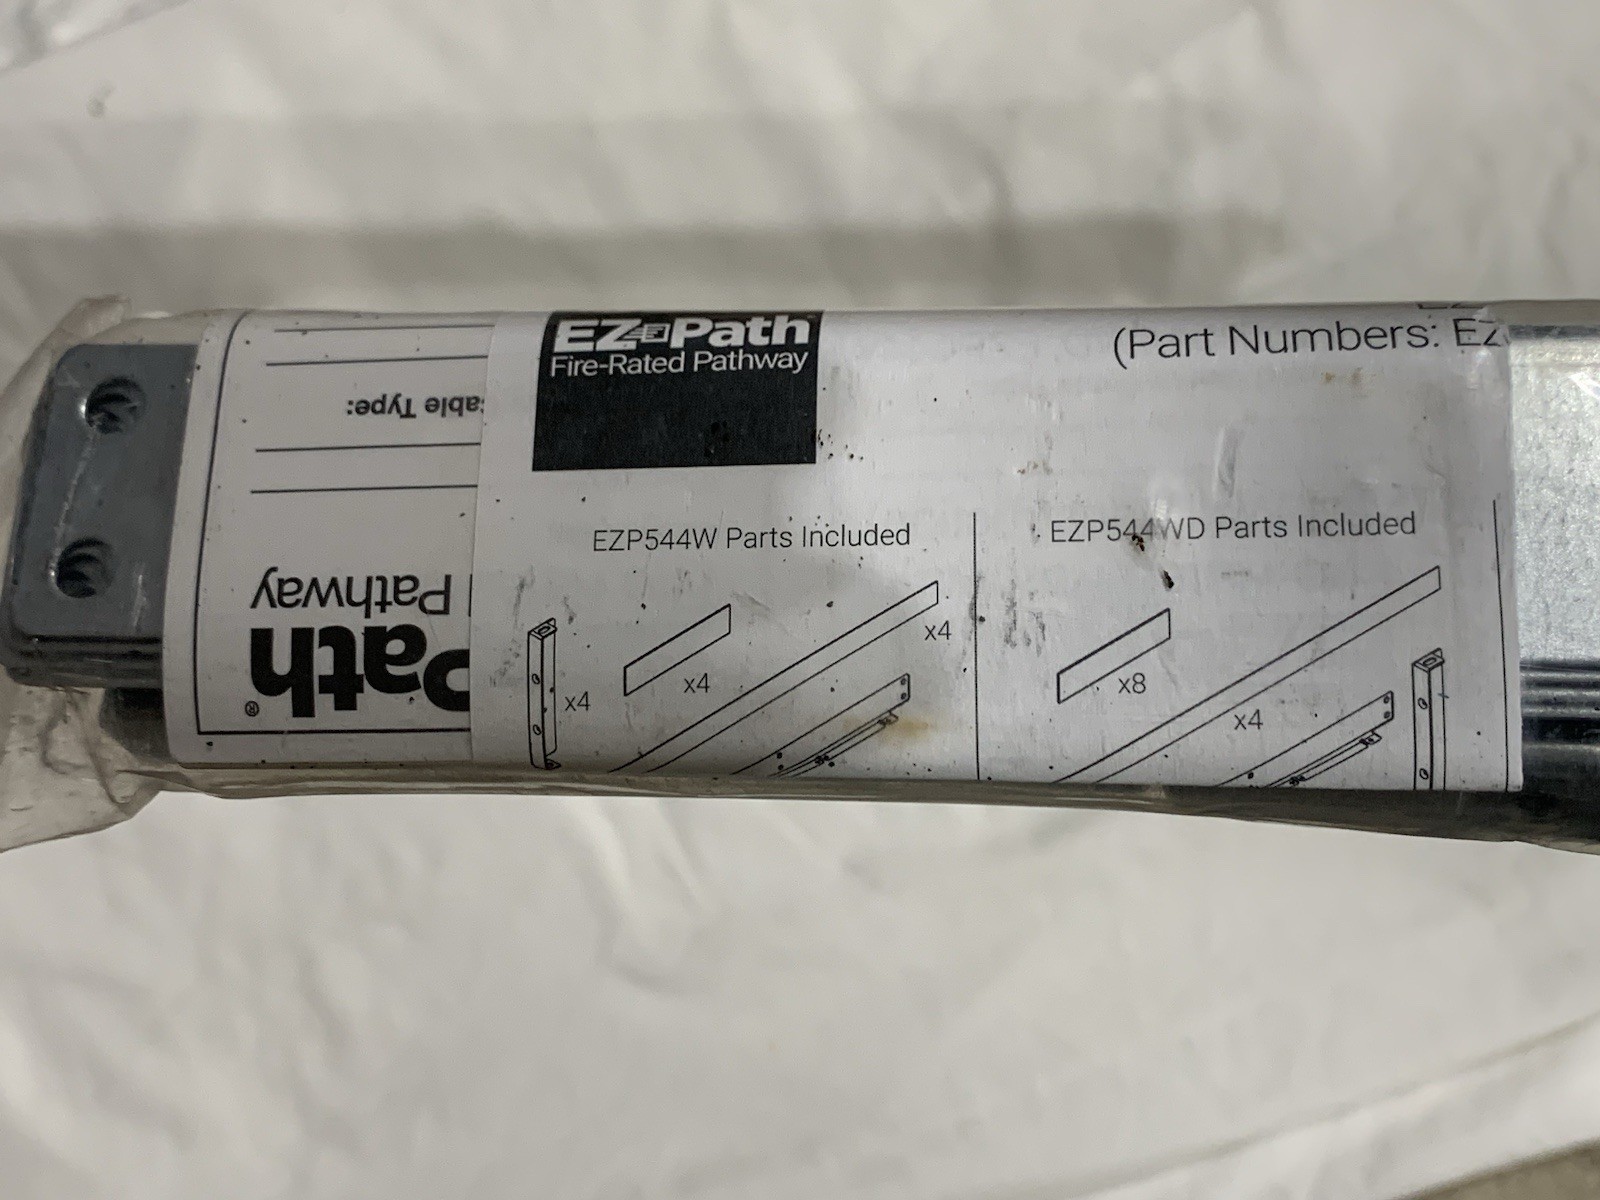 EZ Path
Fire-Rated Pathway
(Part Numbers: EZ
EZP544W Parts Included
x4
x4
x4
EZP544WD Parts Included
x8
x4
able Type:
Pathway
Path®